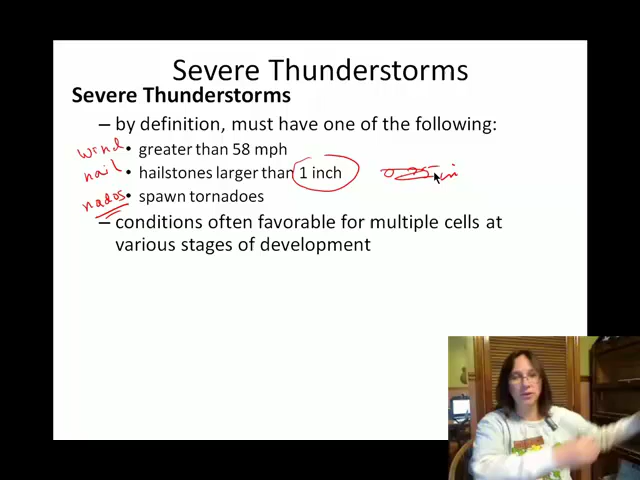 Severe Thunderstorms
Severe Thunderstorms
– by definition, must have one of the following:
wind • greater than 58 mph
hail • hailstones larger than 1 inch in
nados • spawn tornadoes
– conditions often favorable for multiple cells at
various stages of development